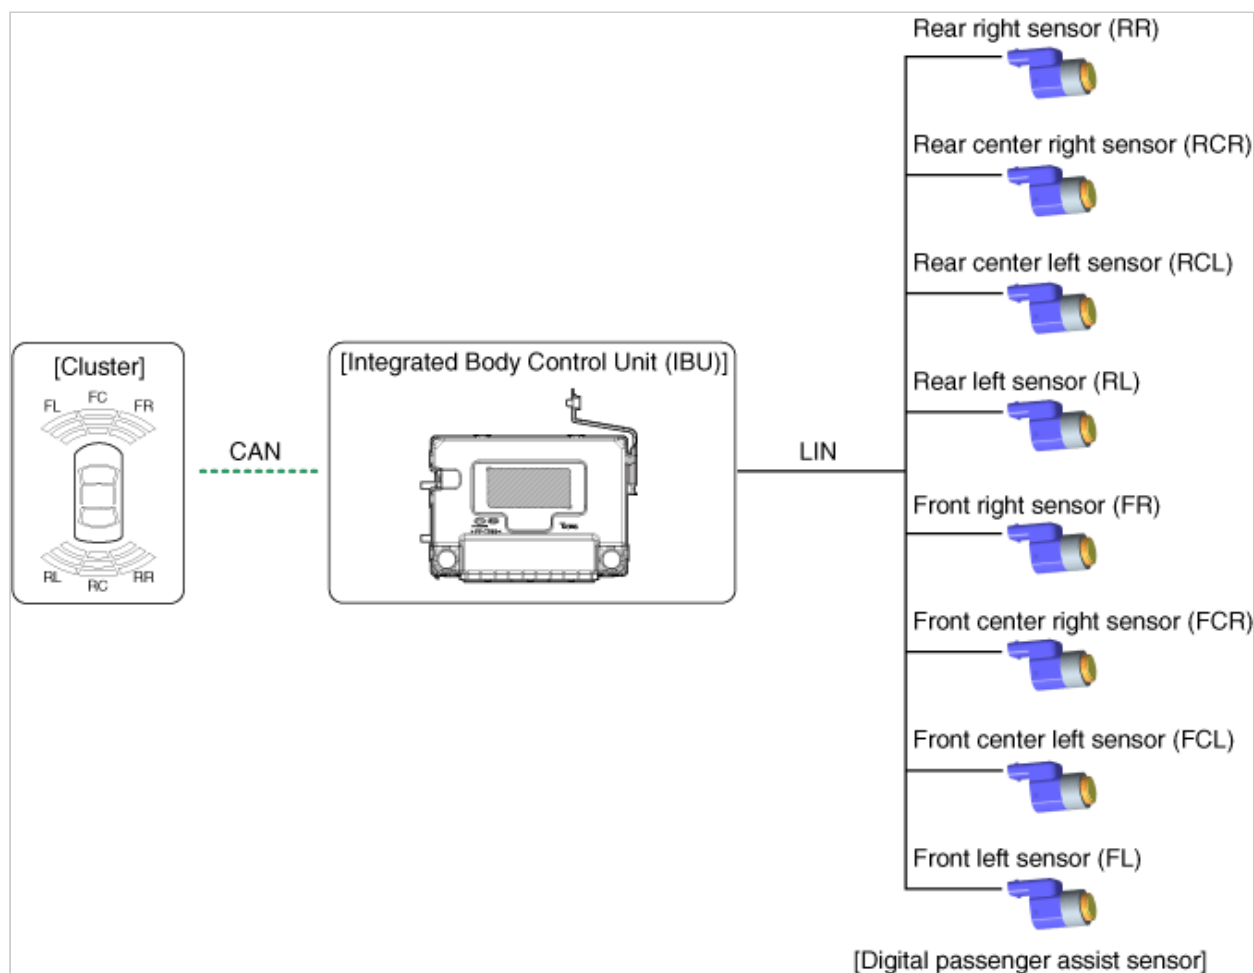 Rear right sensor (RR)
Rear center right sensor (RCR)
Rear center left sensor (RCL)
[Cluster]
FL
FC
FR
RL
RC
RR
CAN
[Integrated Body Control Unit (IBU)]
LIN
Rear left sensor (RL)
Front right sensor (FR)
Front center right sensor (FCR)
Front center left sensor (FCL)
Front left sensor (FL)
[Digital passenger assist sensor]